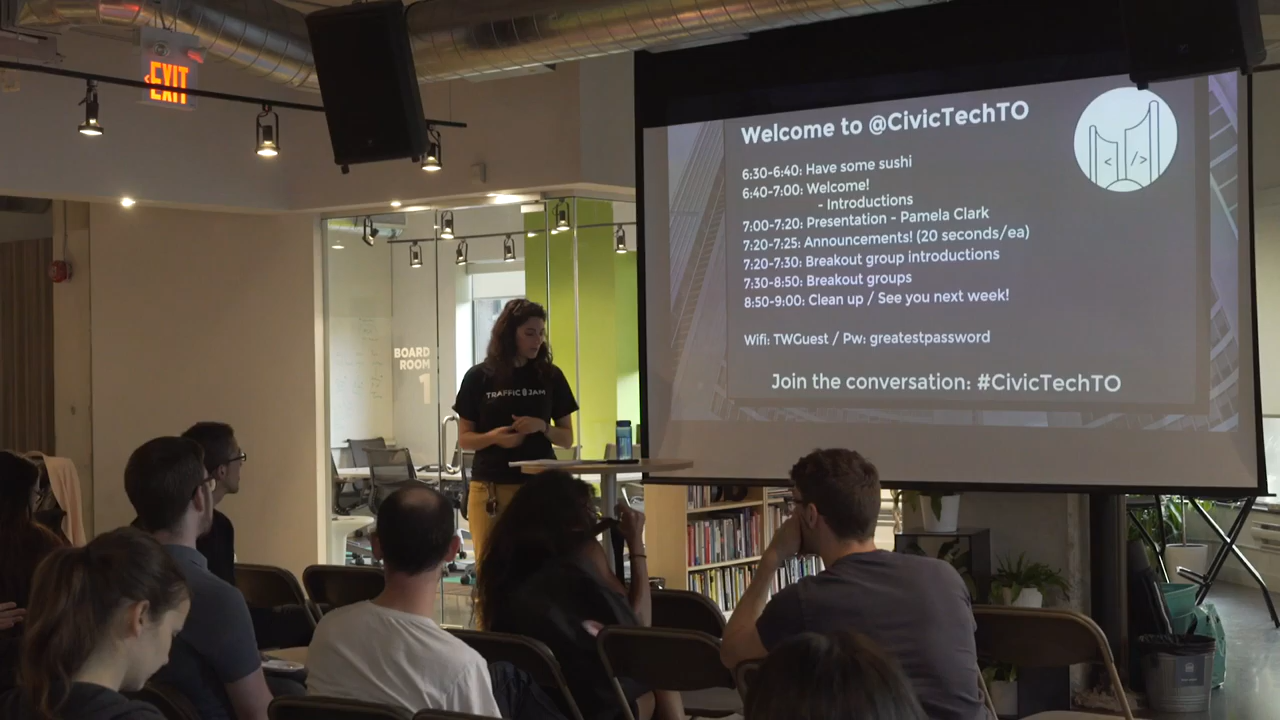 EXIT
Welcome to @CivicTechTO
6:30-6:40: Have some sushi
6:40-7:00: Welcome!
- Introductions
7:00-7:20: Presentation - Pamela Clark
7:20-7:25: Announcements! (20 seconds/ea)
7:20-7:30: Breakout group introductions
7:30-8:50: Breakout groups
8:50-9:00: Clean up / See you next week!
Wifi: TWGuest / Pw: greatestpassword
Join the conversation: #CivicTechTO
< />
BOARD
ROOM
1
TRAFFIC JAM